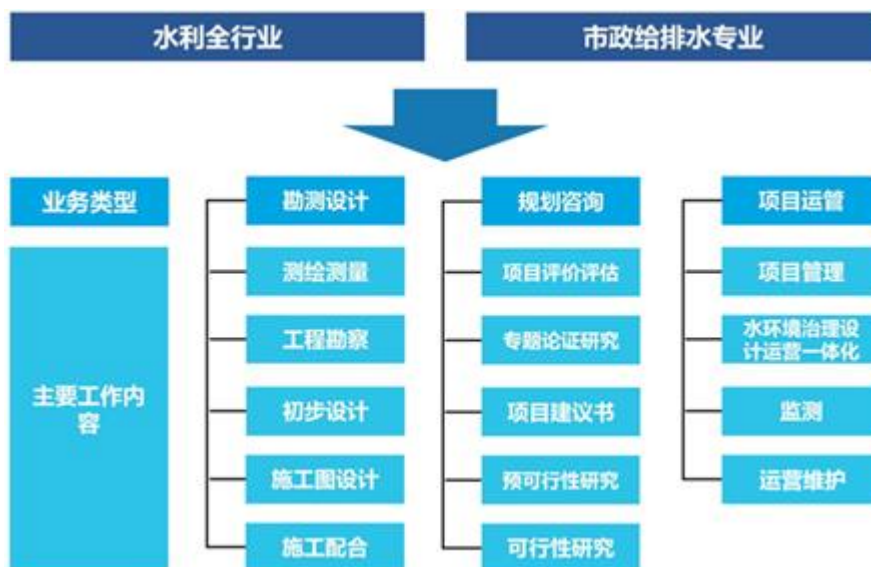 水利全行业
市政给排水专业
业务类型
勘测设计
规划咨询
项目运管
主要工作内
容
测绘测量
工程勘察
初步设计
施工图设计
施工配合
项目评价评估
专题论证研究
项目建议书
预可行性研究
可行性研究
项目管理
水环境治理设
计运营一体化
监测
运营维护